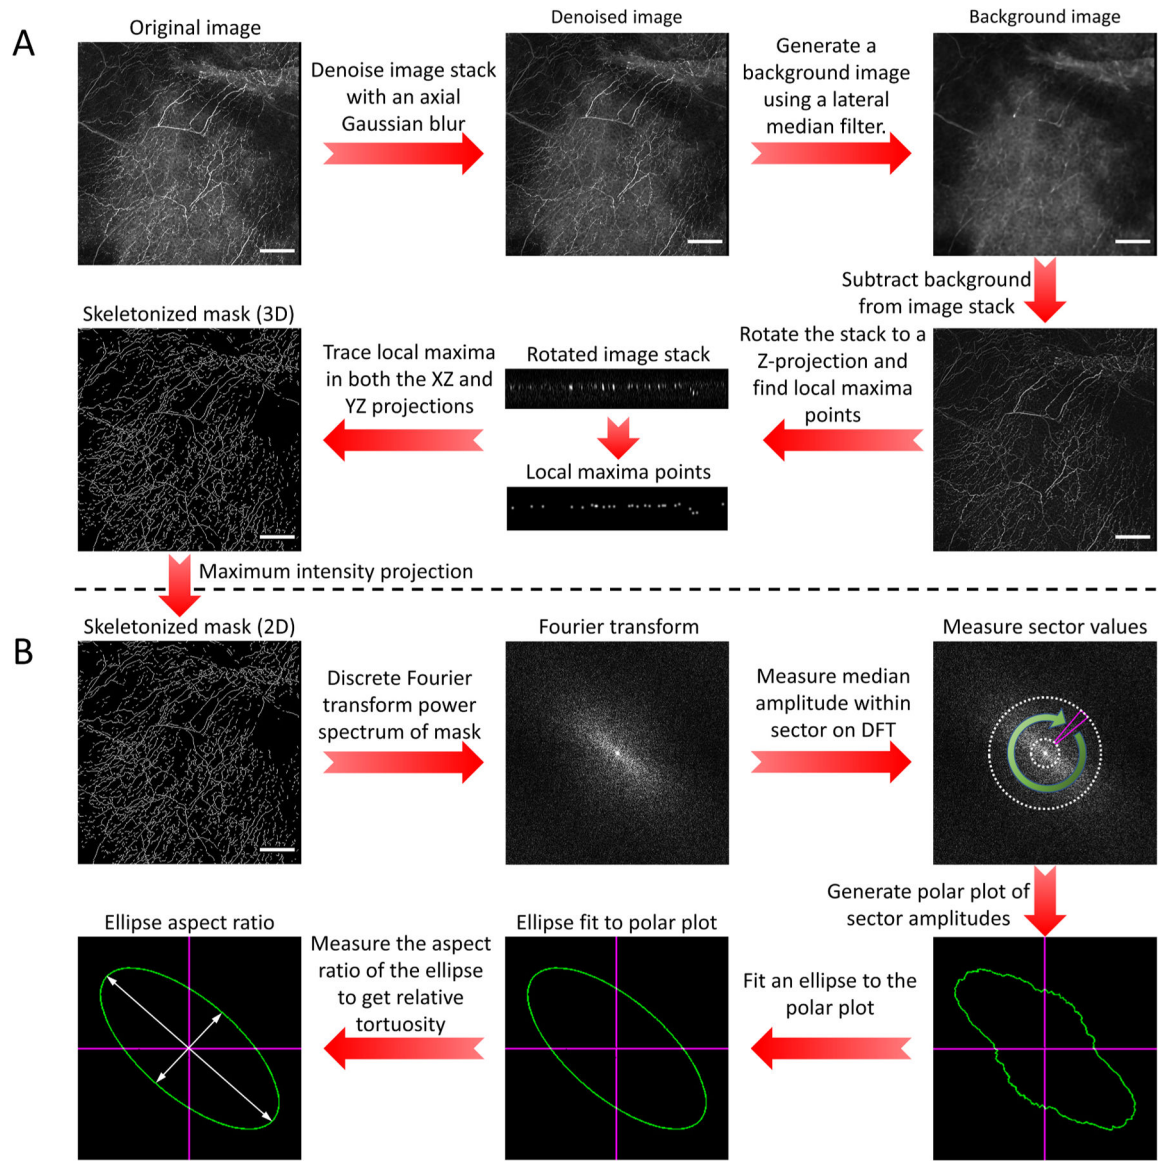 A
Original image
Denoise image stack
with an axial
Gaussian blur
Denoised image
Generate a
background image
using a lateral
median filter.
Background image
Subtract background
from image stack
Rotate the stack to a
Z-projection and
find local maxima
points
Rotated image stack
Local maxima points
Trace local maxima
in both the XZ and
YZ projections
Skeletonized mask (3D)
Maximum intensity projection
B
Skeletonized mask (2D)
Discrete Fourier
transform power
spectrum of mask
Fourier transform
Measure median
amplitude within
sector on DFT
Measure sector values
Generate polar plot of
sector amplitudes
Fit an ellipse to the
polar plot
Ellipse fit to polar plot
Measure the aspect
ratio of the ellipse
to get relative
tortuosity
Ellipse aspect ratio